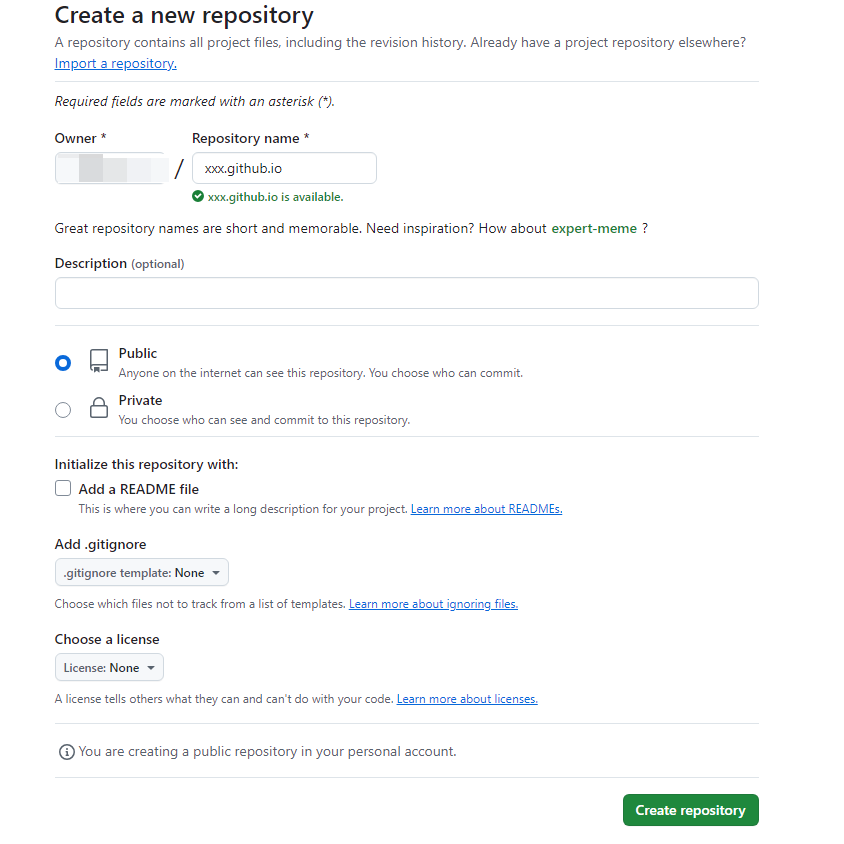 Create a new repository
A repository contains all project files, including the revision history. Already have a project repository elsewhere?
Import a repository.
Required fields are marked with an asterisk (*).
Owner * Repository name *
/ xxx.github.io
xxx.github.io is available.
Great repository names are short and memorable. Need inspiration? How about expert-meme ?
Description (optional)
Public
Anyone on the internet can see this repository. You choose who can commit.
Private
You choose who can see and commit to this repository.
Initialize this repository with:
Add a README file
This is where you can write a long description for your project. Learn more about READMEs.
Add .gitignore
.gitignore template: None
Choose which files not to track from a list of templates. Learn more about ignoring files.
Choose a license
License: None
A license tells others what they can and can't do with your code. Learn more about licenses.
You are creating a public repository in your personal account.
Create repository